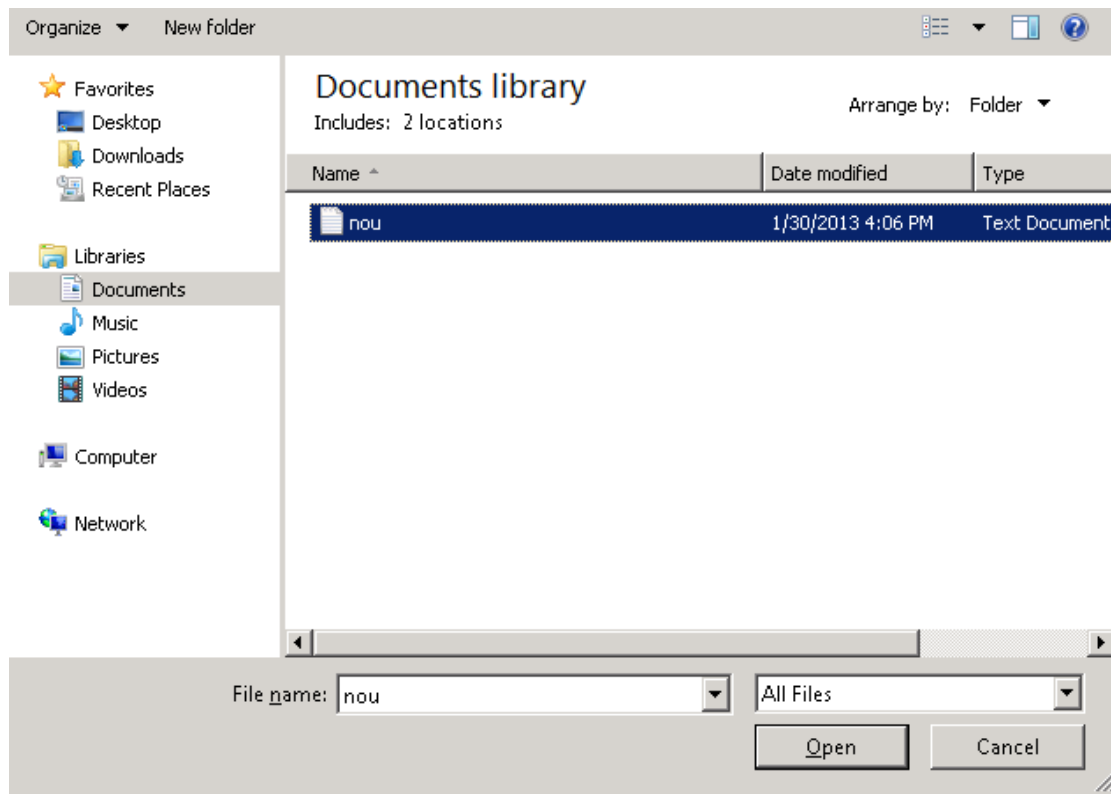 Organize New folder
Favorites
Desktop
Downloads
Recent Places
Libraries
Documents
Music
Pictures
Videos
Computer
Network
Documents library
Includes: 2 locations
Arrange by: Folder
Name Date modified Type
nou 1/30/2013 4:06 PM Text Document
File name: nou All Files
Open Cancel